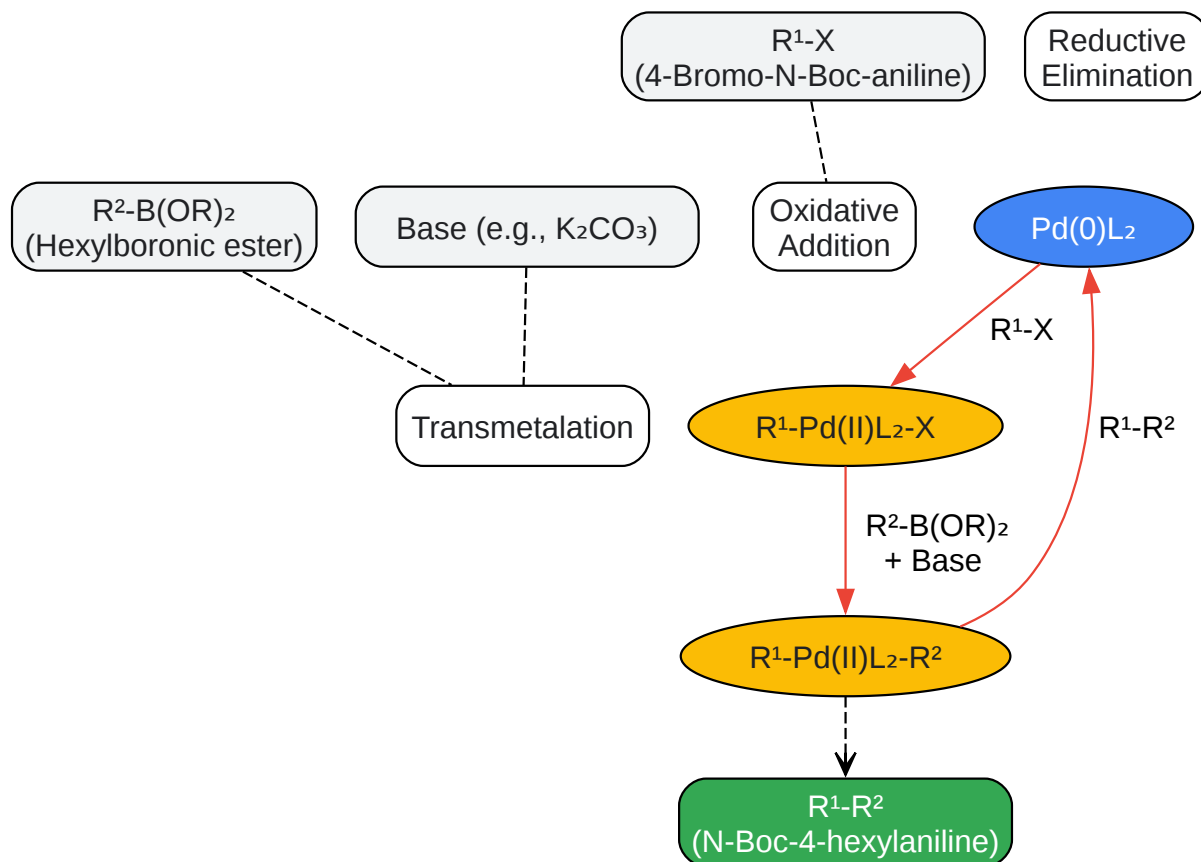 R¹-X
(4-Bromo-N-Boc-aniline)
Reductive
Elimination
R²-B(OR)₂
(Hexylboronic ester)
Base (e.g., K₂CO₃)
Oxidative
Addition
Pd(0)L₂
R¹-X
Transmetalation
R¹-Pd(II)L₂-X
R¹-R²
R²-B(OR)₂
+ Base
R¹-Pd(II)L₂-R²
R¹-R²
(N-Boc-4-hexylaniline)